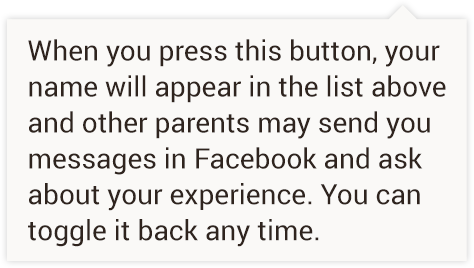 When you press this button, your
name will appear in the list above
and other parents may send you
messages in Facebook and ask
about your experience. You can
toggle it back any time.